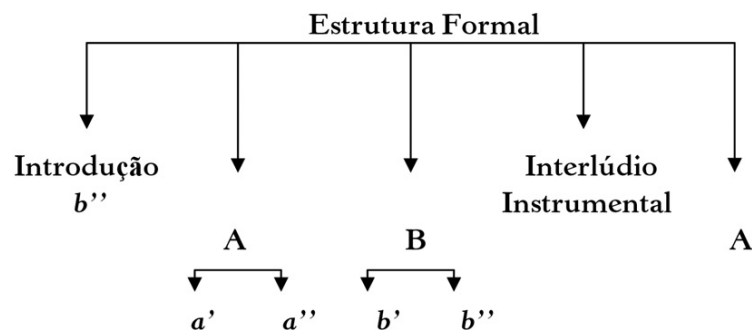 Estrutura Formal
Introdução
b’’
Interlúdio
Instrumental
A
B
A
a’
a’’
b’
b’’